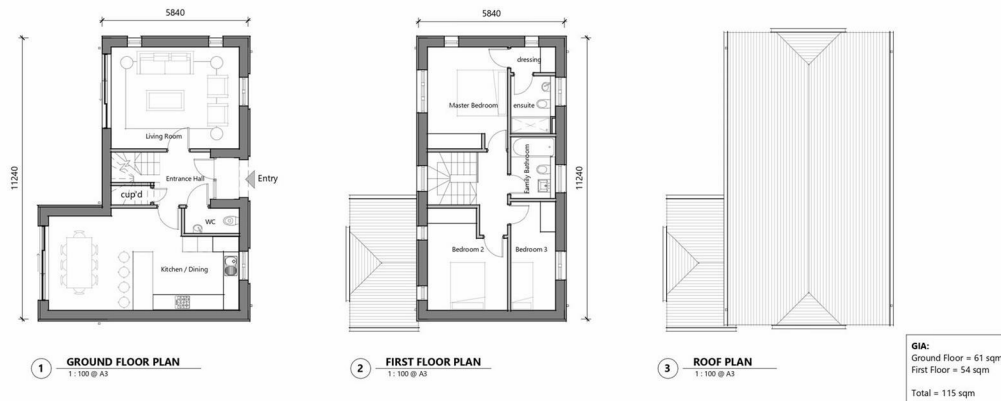 5840
11240
Living Room
Entrance Hall
Entry
cup'd
WC
Kitchen / Dining
1 GROUND FLOOR PLAN
1 : 100 @ A3
5840
11240
dressing
Master Bedroom
ensuite
Family Bathroom
Bedroom 2
Bedroom 3
2 FIRST FLOOR PLAN
1 : 100 @ A3
3 ROOF PLAN
1 : 100 @ A3
GIA:
Ground Floor = 61 sqm
First Floor = 54 sqm
Total = 115 sqm